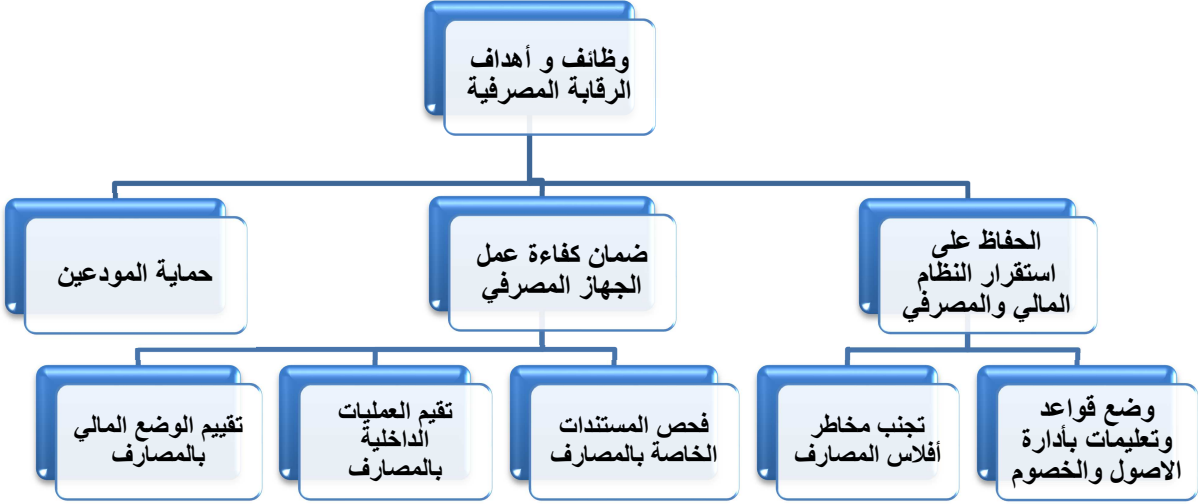 وظائف و أهداف
الرقابة المصرفية
الحفاظ على
استقرار النظام
المالي والمصرفي
ضمان كفاءة عمل
الجهاز المصرفي
حماية المودعين
وضع قواعد
وتعليمات بأدارة
الاصول والخصوم
تجنب مخاطر
أفلاس المصارف
فحص المستندات
الخاصة بالمصارف
تقيم العمليات
الداخلية
بالمصارف
تقييم الوضع المالي
بالمصارف